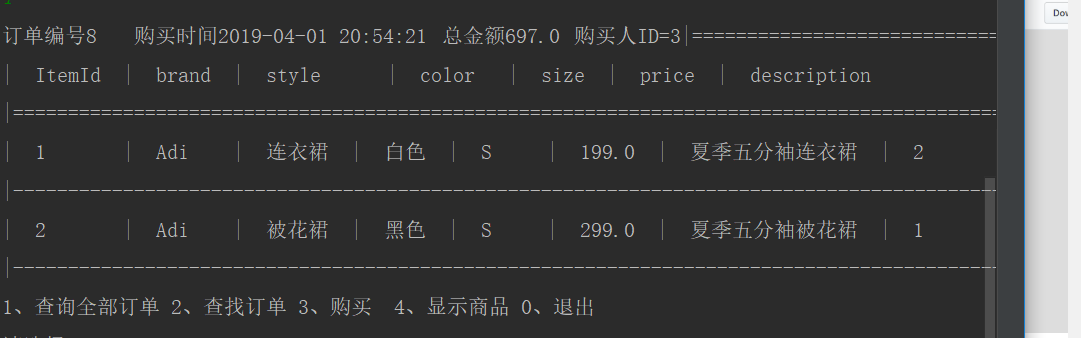 Dow
订单编号8 购买时间2019-04-01 20:54:21 总金额697.0 购买人ID=3|===========================
| ItemId | brand | style | color | size | price | description
|==========================================================================================
| 1 | Adi | 连衣裙 | 白色 | S | 199.0 | 夏季五分袖连衣裙 | 2
|------------------------------------------------------------------------------------------
| 2 | Adi | 被花裙 | 黑色 | S | 299.0 | 夏季五分袖被花裙 | 1
|------------------------------------------------------------------------------------------
1、查询全部订单 2、查找订单 3、购买 4、显示商品 0、退出